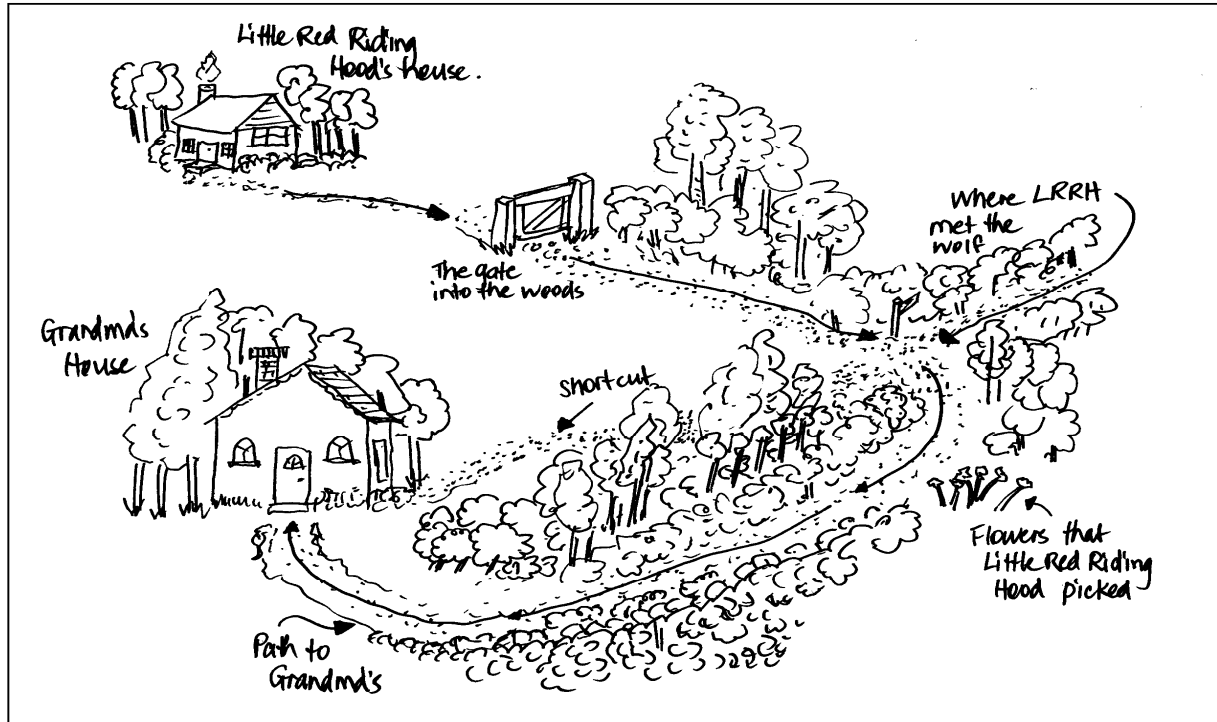 Little Red Riding
Hood's house.
Where LRRH
met the
wolf
The gate
into the woods
Grandma's
House
shortcut
Flowers that
Little Red Riding
Hood picked
Path to
Grandma's